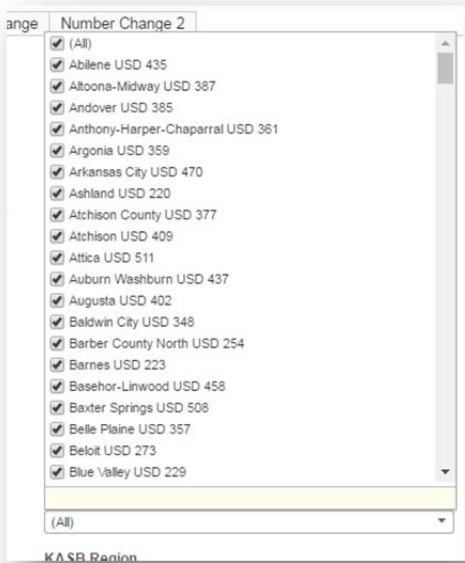 ange Number Change 2
(All)
Abilene USD 435
Altoona-Midway USD 387
Andover USD 385
Anthony-Harper-Chaparral USD 361
Argonia USD 359
Arkansas City USD 470
Ashland USD 220
Atchison County USD 377
Atchison USD 409
Attica USD 511
Auburn Washburn USD 437
Augusta USD 402
Baldwin City USD 348
Barber County North USD 254
Barnes USD 223
Basehor-Linwood USD 458
Baxter Springs USD 508
Belle Plaine USD 357
Beloit USD 273
Blue Valley USD 229
(All)
KASB Region